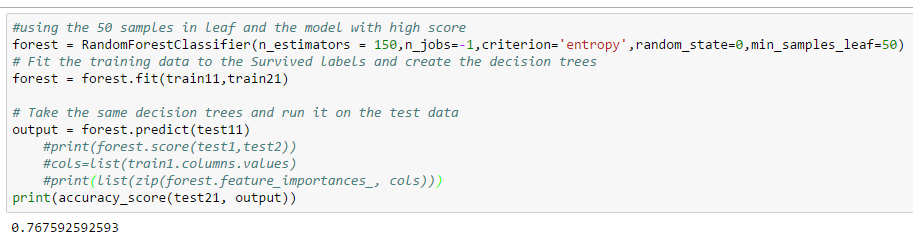 #using the 50 samples in leaf and the model with high score
forest = RandomForestClassifier(n_estimators = 150,n_jobs=-1,criterion='entropy',random_state=0,min_samples_leaf=50)
# Fit the training data to the Survived labels and create the decision trees
forest = forest.fit(train11,train21)
# Take the same decision trees and run it on the test data
output = forest.predict(test11)
#print(forest.score(test1,test2))
#cols=list(train1.columns.values)
#print(list(zip(forest.feature_importances_, cols)))
print(accuracy_score(test21, output))
0.767592592593